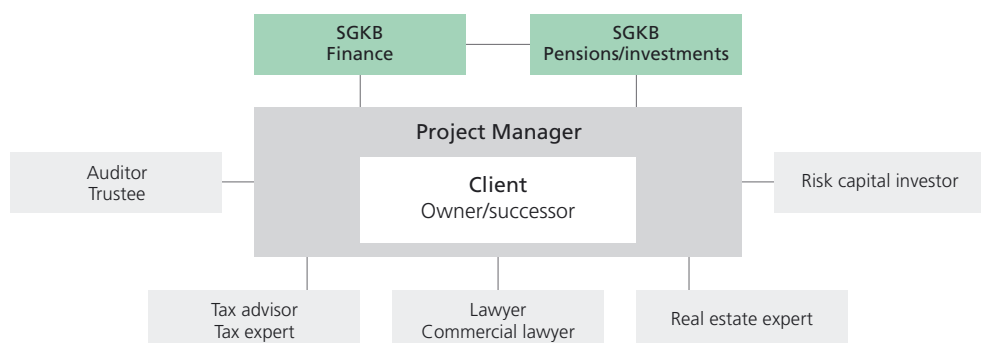 SGKB
Finance
SGKB
Pensions/investments
Project Manager
Client
Owner/successor
Auditor
Trustee
Risk capital investor
Tax advisor
Tax expert
Lawyer
Commercial lawyer
Real estate expert